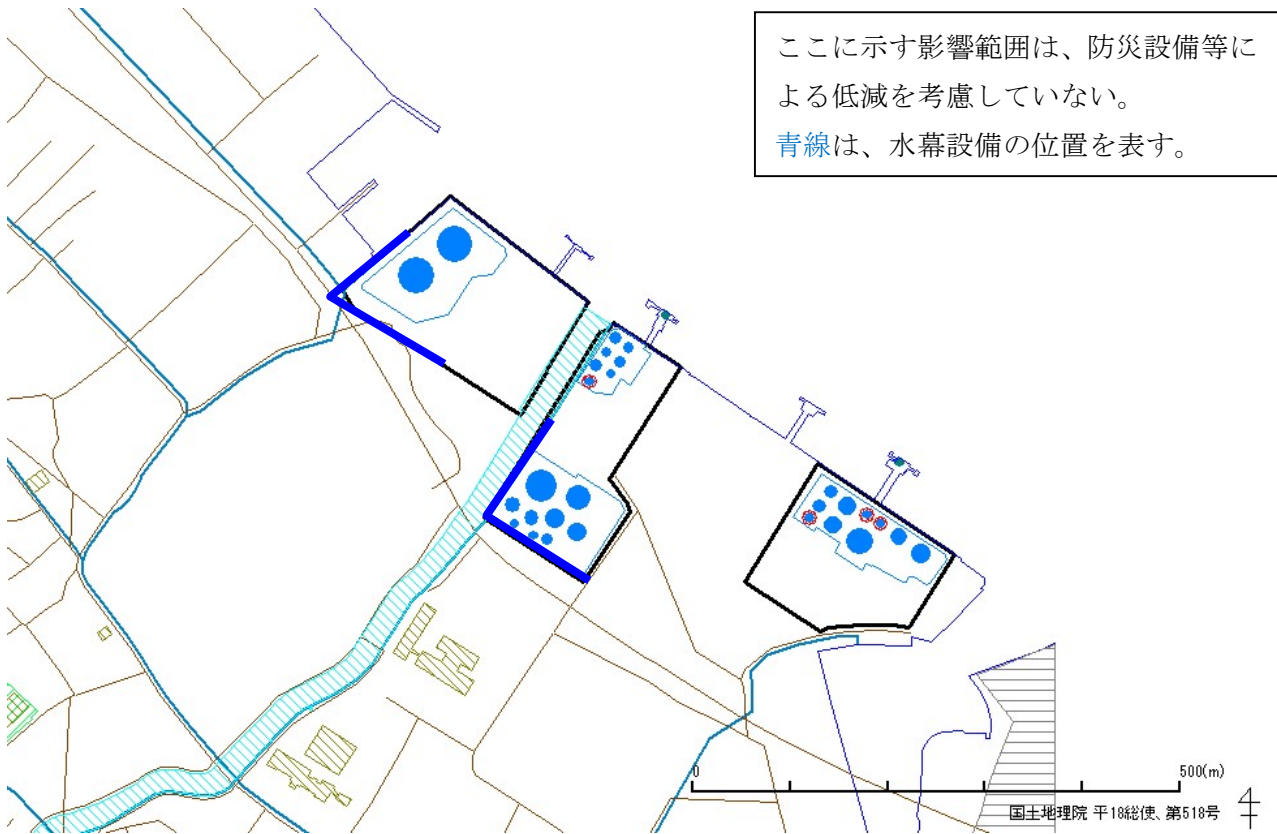 ここに示す影響範囲は、防災設備等に
よる低減を考慮していない。
青線は、水幕設備の位置を表す。
0 500(m)
国土地理院 平18総使、第518号